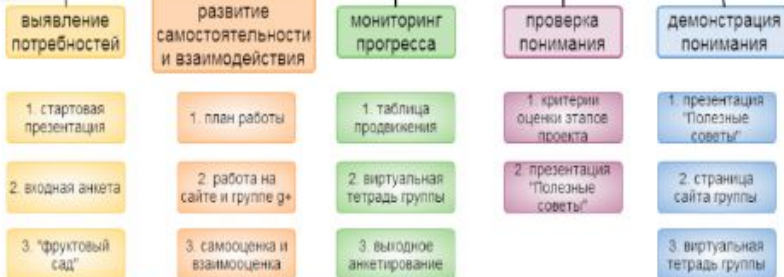 выявление
потребностей
развитие
самостоятельности
и взаимодействия
мониторинг
прогресса
проверка
понимания
демонстрация
понимания
1. стартовая
презентация
2. входная анкета
3. "фруктовый
сад"
1. план работы
2. работа на
сайте и группе g+
3. самооценка и
взаимооценка
1. таблица
продвижения
2. виртуальная
тетрадь группы
3. выходное
анкетирование
1. критерии
оценки этапов
проекта
2. презентация
"Полезные
советы"
1. презентация
"Полезные
советы"
2. страница
сайта группы
3. виртуальная
тетрадь группы